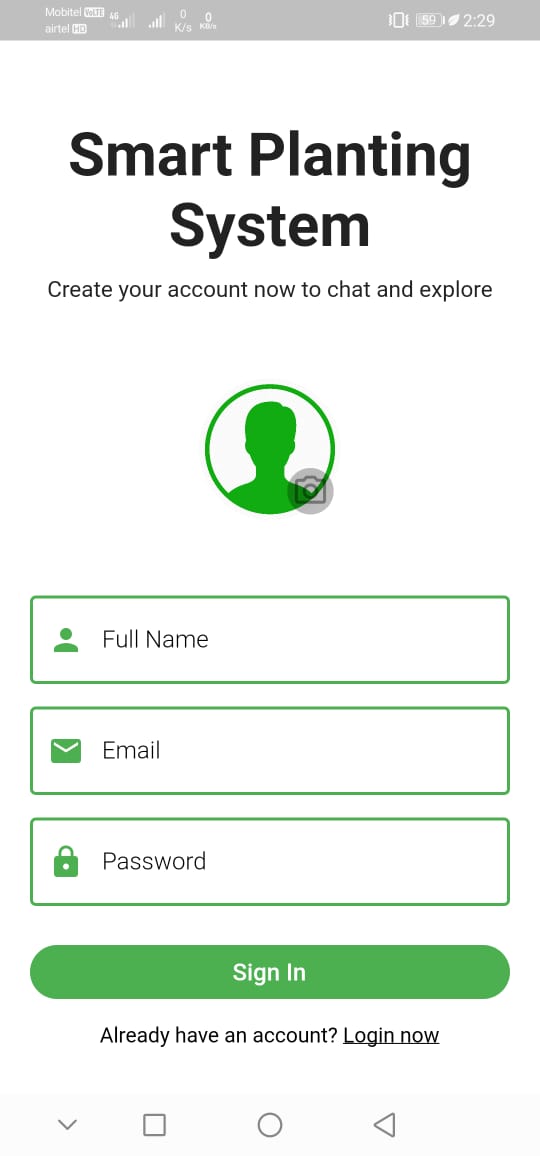 Mobitel VoLTE 4G 0 K/s 0 KB/s 59 2:29
airtel HD
Smart Planting
System
Create your account now to chat and explore
Full Name
Email
Password
Sign In
Already have an account? Login now